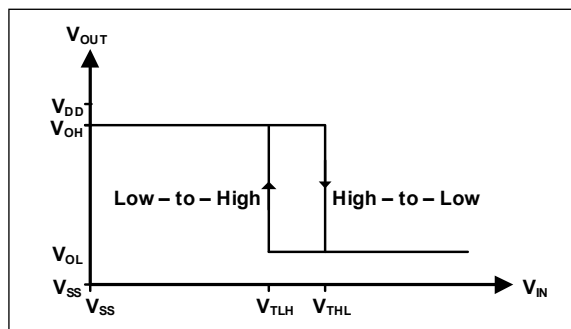 VOUT
VDD
VOH
Low – to – High High – to – Low
VOL
VSS
VIN
VSS VTLH VTHL